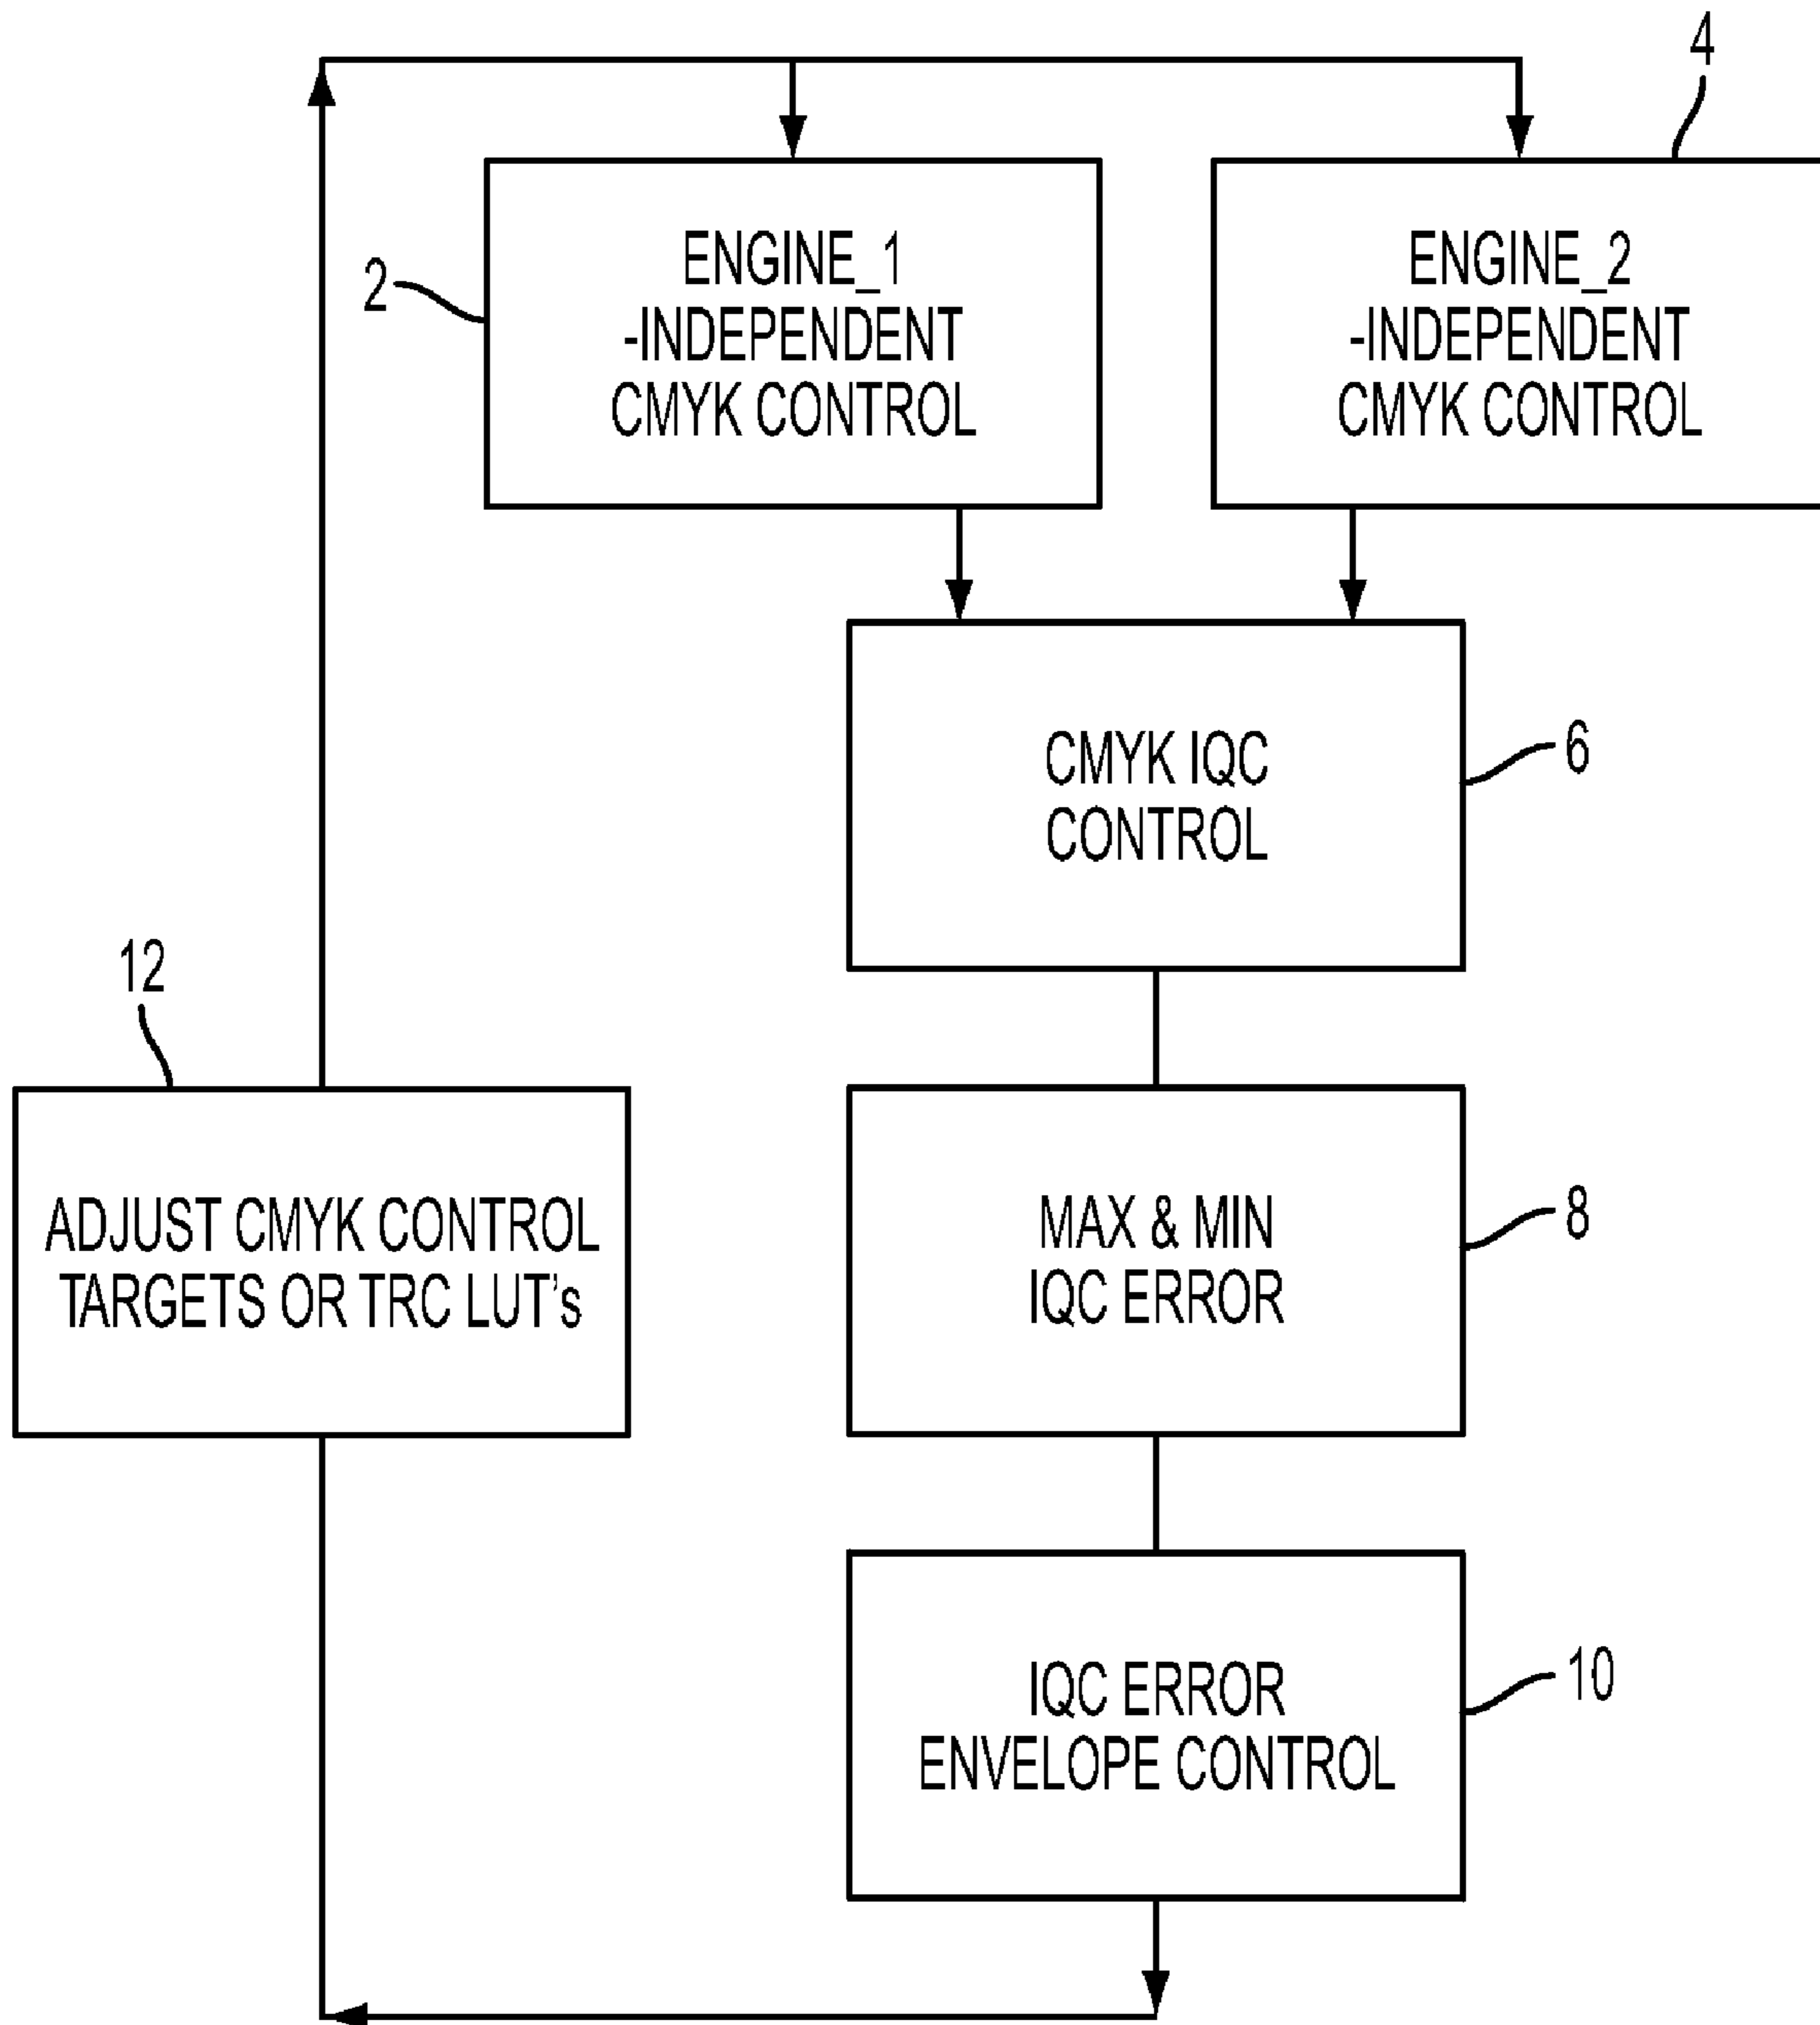 4
2
ENGINE_1
-INDEPENDENT
CMYK CONTROL
ENGINE_2
-INDEPENDENT
CMYK CONTROL
CMYK IQC
CONTROL
6
12
ADJUST CMYK CONTROL
TARGETS OR TRC LUT's
MAX & MIN
IQC ERROR
8
IQC ERROR
ENVELOPE CONTROL
10